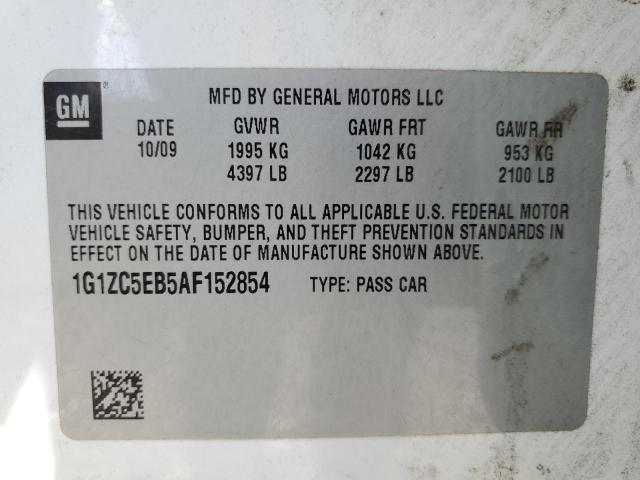 GM
MFD BY GENERAL MOTORS LLC
DATE GVWR GAWR FRT GAWR RR
10/09 1995 KG 1042 KG 953 KG
4397 LB 2297 LB 2100 LB
THIS VEHICLE CONFORMS TO ALL APPLICABLE U.S. FEDERAL MOTOR
VEHICLE SAFETY, BUMPER, AND THEFT PREVENTION STANDARDS IN
EFFECT ON THE DATE OF MANUFACTURE SHOWN ABOVE.
1G1ZC5EB5AF152854 TYPE: PASS CAR